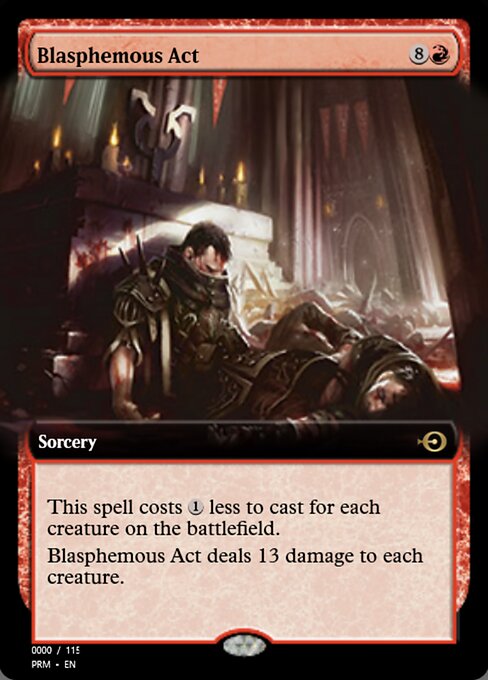 Blasphemous Act 8
Sorcery
This spell costs 1 less to cast for each
creature on the battlefield.
Blasphemous Act deals 13 damage to each
creature.
0000 / 115
PRM • EN